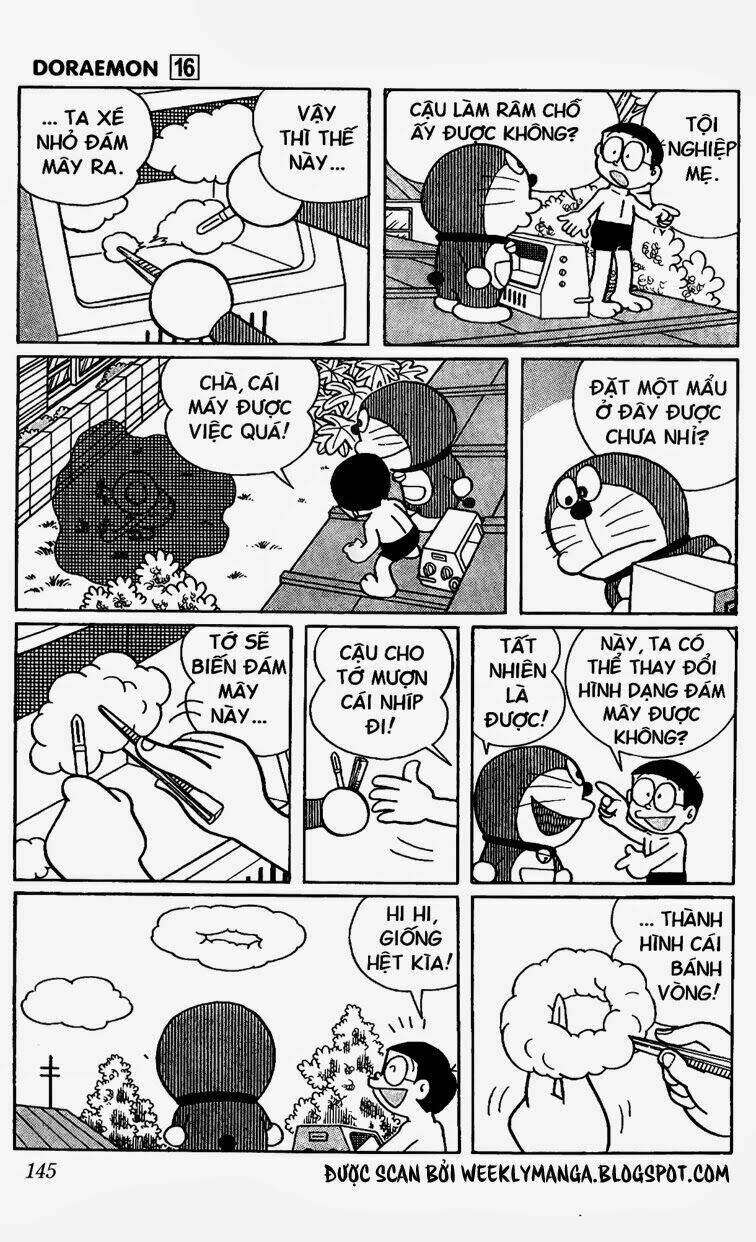 DORAEMON 16
TỘI
NGHIỆP
MẸ.
CẬU LÀM RÂM CHỖ
ẤY ĐƯỢC KHÔNG?
VẬY
THÌ THẾ
NÀY...
... TA XÉ
NHỎ ĐÁM
MÂY RA.
ĐẶT MỘT MẨU
Ở ĐÂY ĐƯỢC
CHƯA NHỈ?
CHÀ, CÁI
MÁY ĐƯỢC
VIỆC QUÁ!
NÀY, TA CÓ
THỂ THAY ĐỔI
HÌNH DẠNG ĐÁM
MÂY ĐƯỢC
KHÔNG?
TẤT
NHIÊN
LÀ
ĐƯỢC!
CẬU CHO
TỚ MƯỢN
CÁI NHÍP
ĐI!
TỚ SẼ
BIẾN ĐÁM
MÂY
NÀY...
... THÀNH
HÌNH CÁI
BÁNH
VÒNG!
HI HI,
GIỐNG
HỆT KÌA!
145
ĐƯỢC SCAN BỞI WEEKLYMANGA.BLOGSPOT.COM